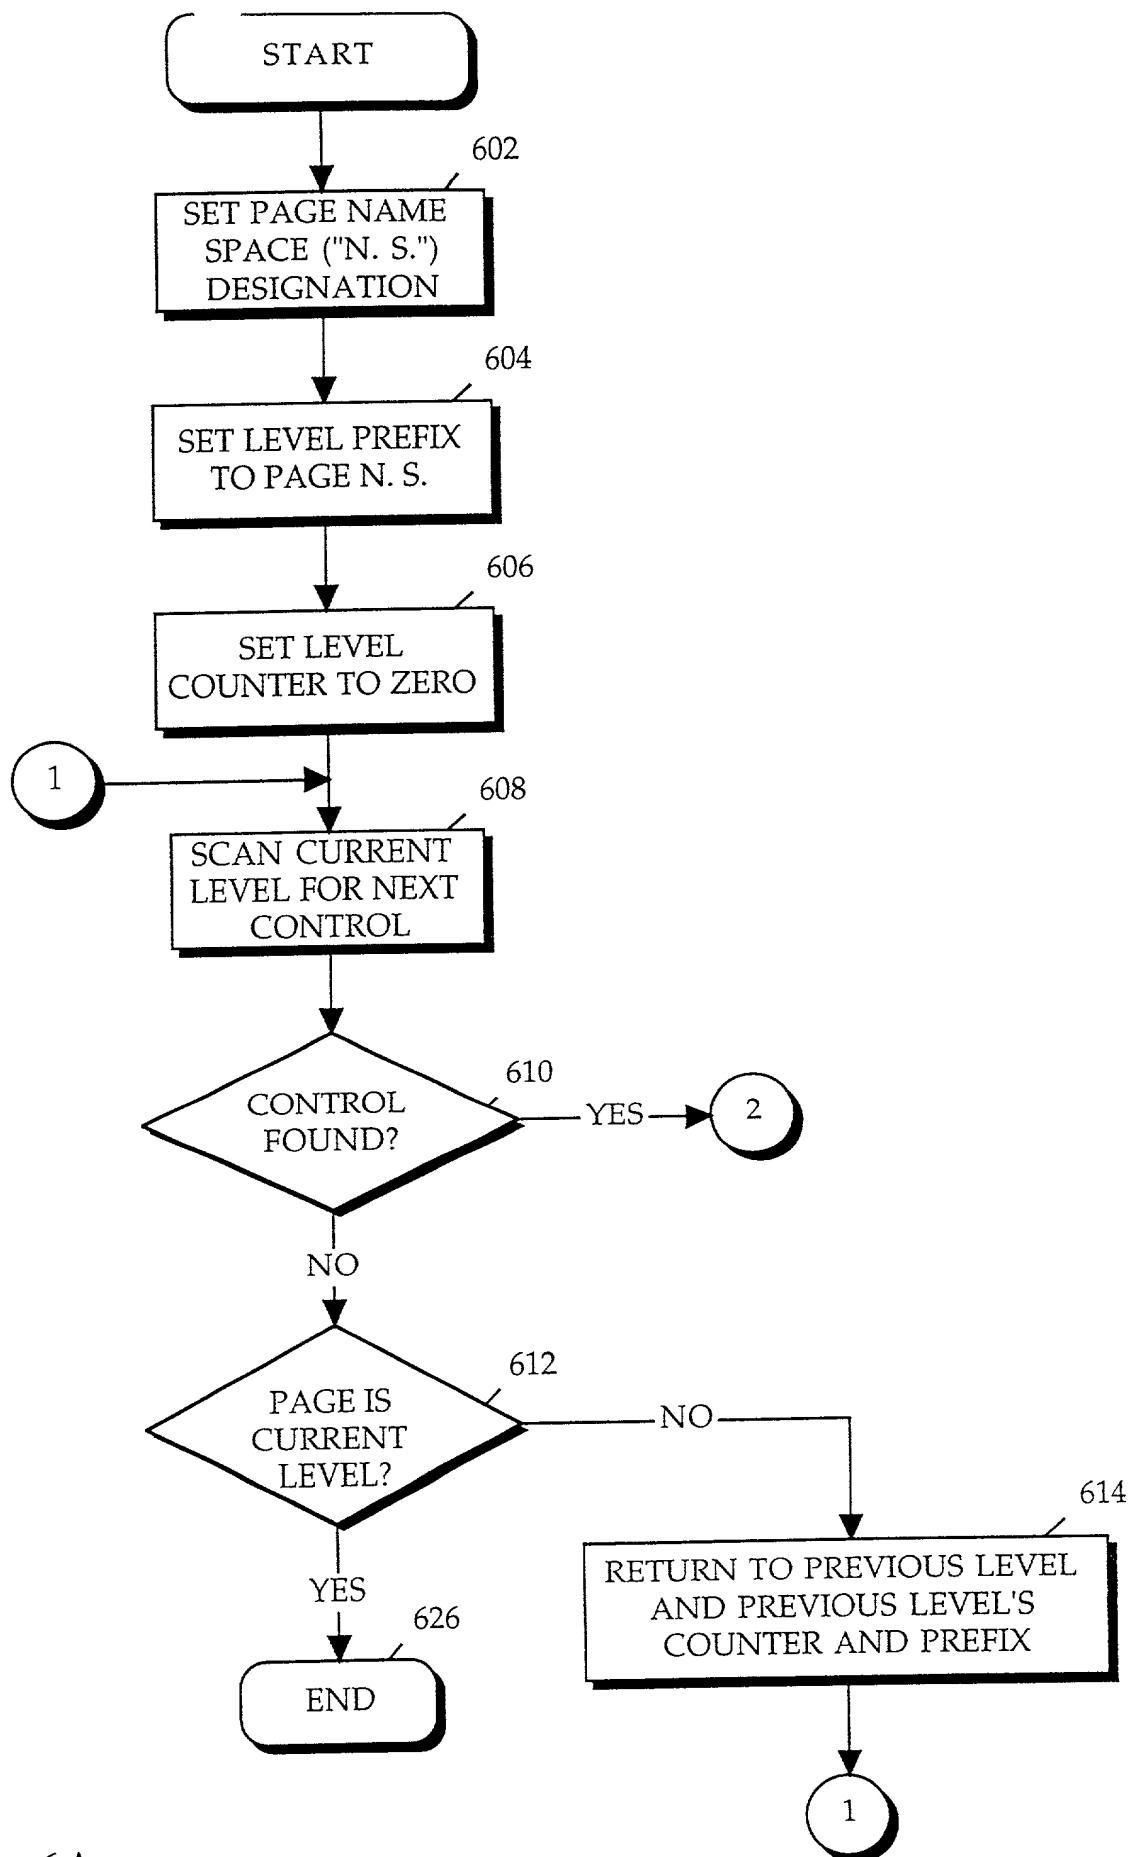 START
602
SET PAGE NAME
SPACE ("N. S.")
DESIGNATION
604
SET LEVEL PREFIX
TO PAGE N. S.
606
SET LEVEL
COUNTER TO ZERO
1
608
SCAN CURRENT
LEVEL FOR NEXT
CONTROL
610
CONTROL
FOUND?
YES
2
NO
612
PAGE IS
CURRENT
LEVEL?
NO
614
RETURN TO PREVIOUS LEVEL
AND PREVIOUS LEVEL'S
COUNTER AND PREFIX
YES
626
END
1